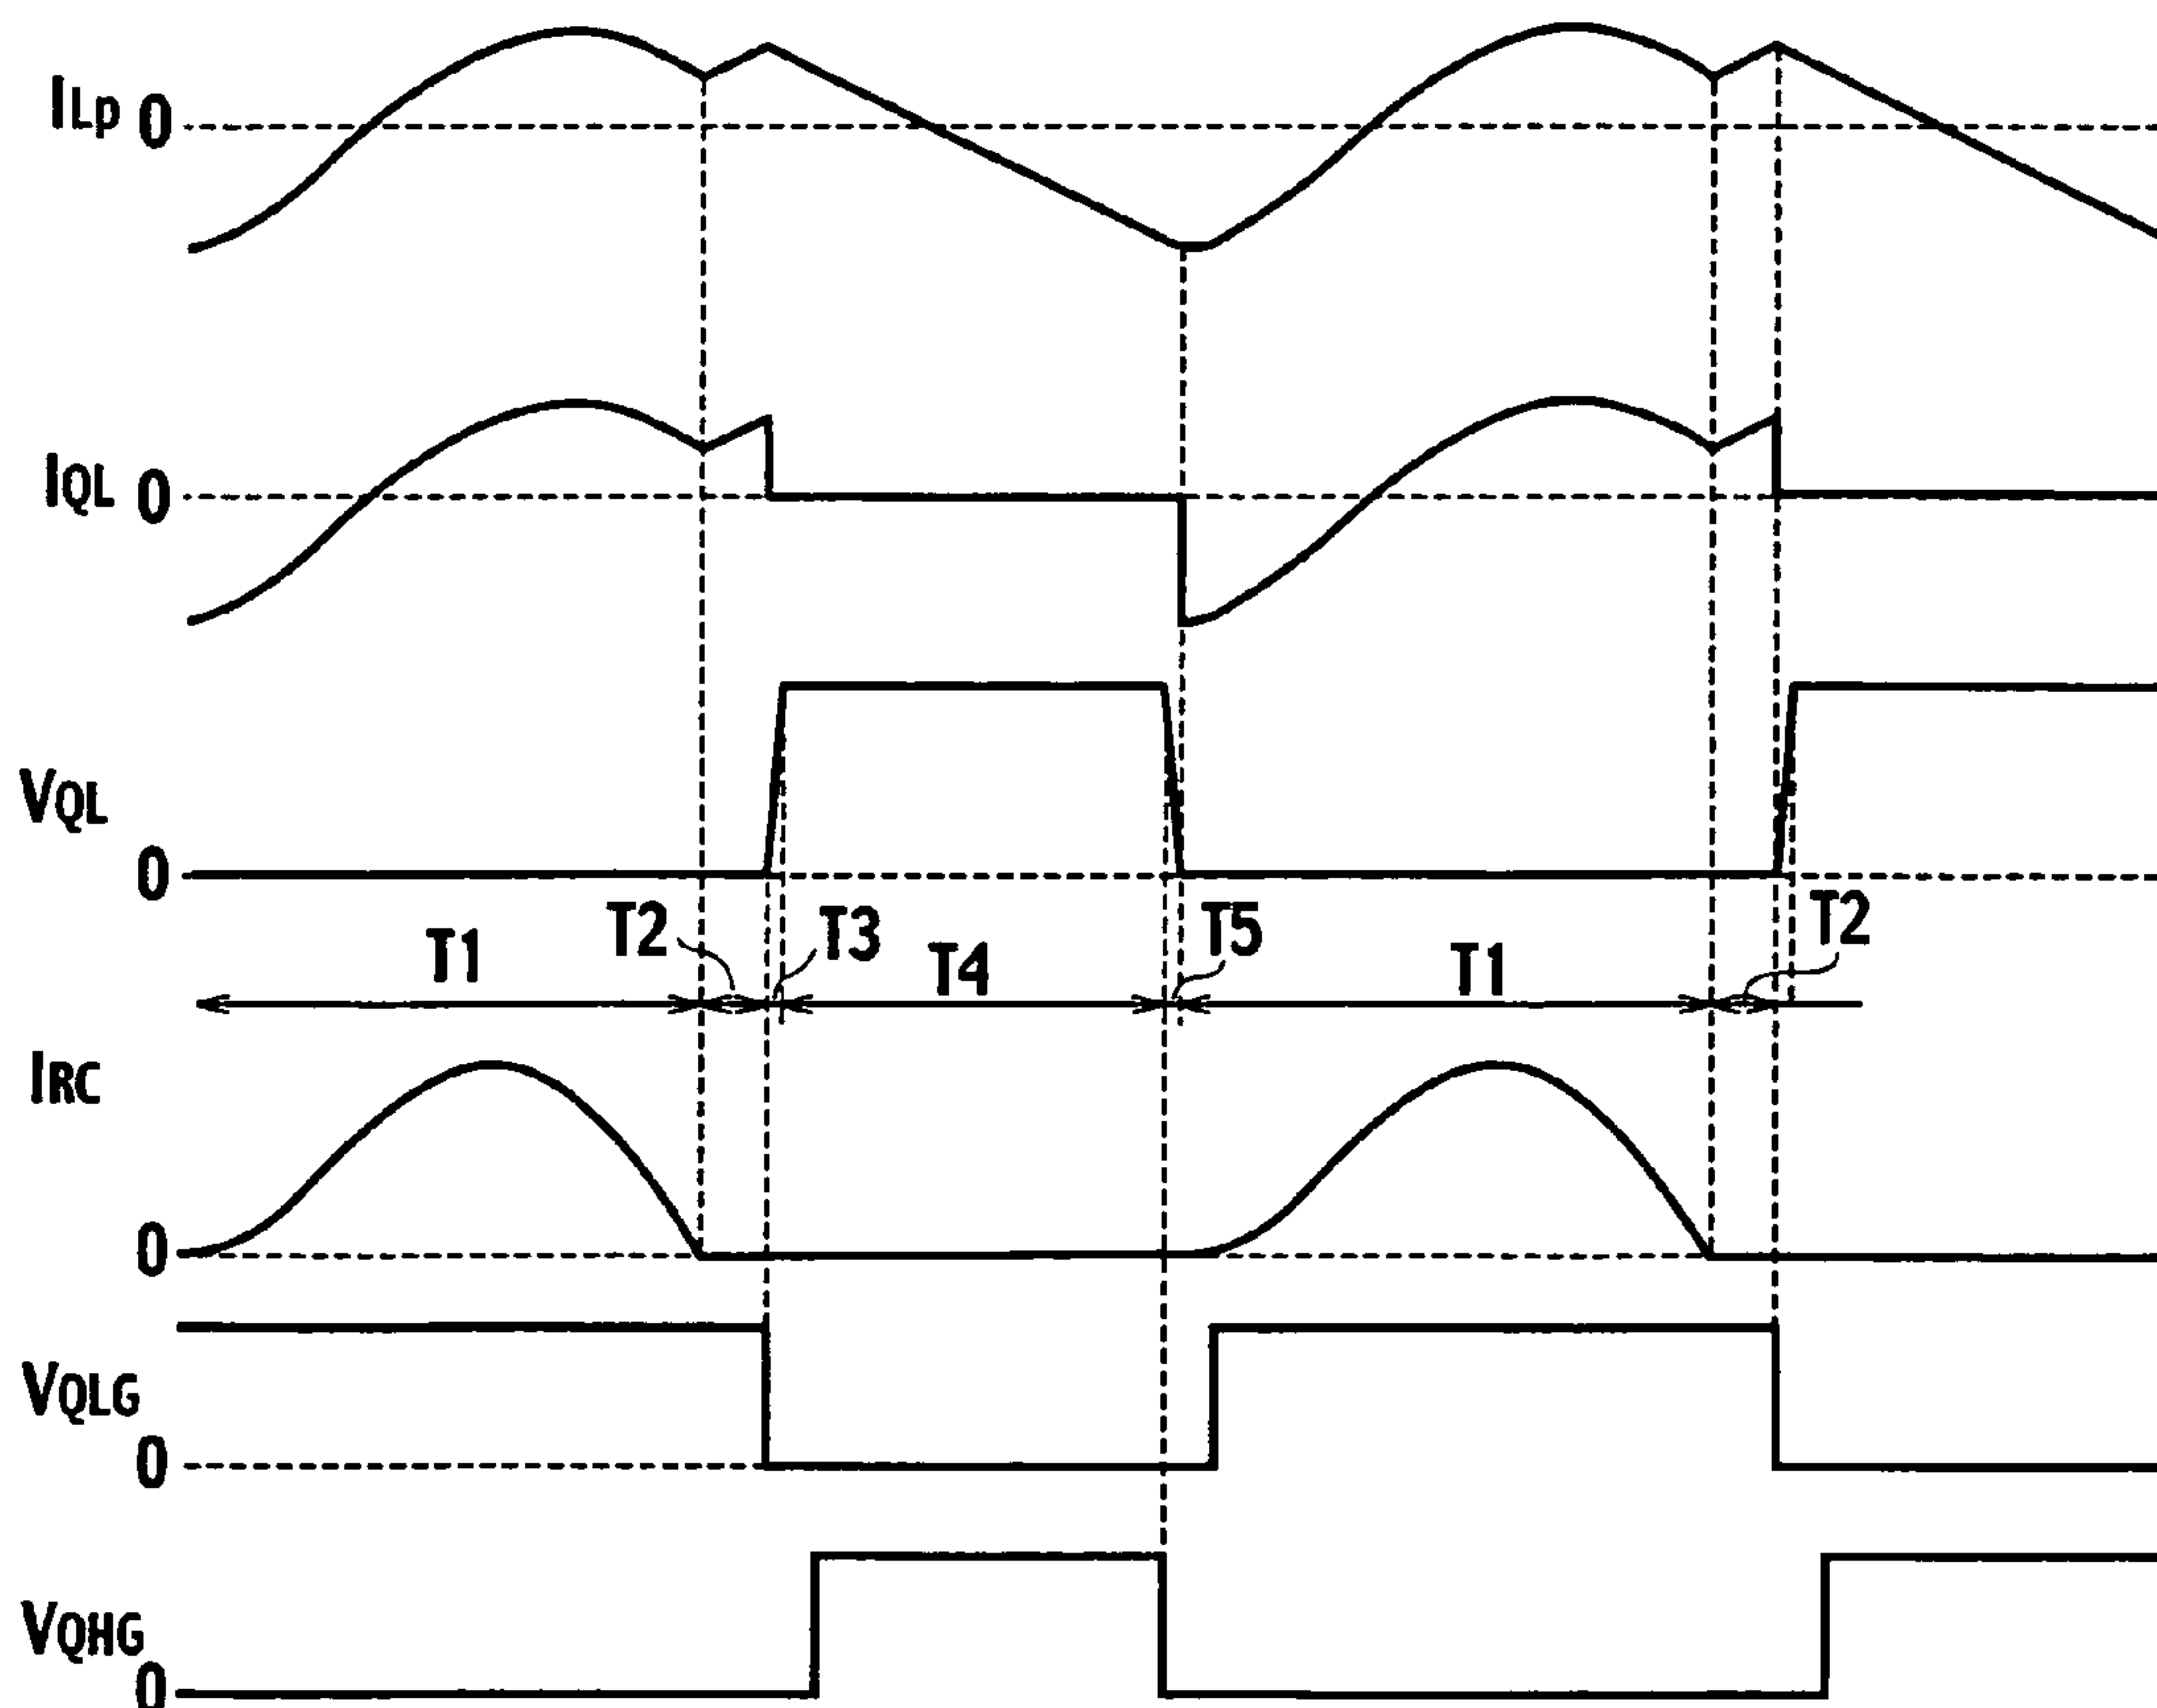 ILp 0
IQL 0
VQL
0
T1 T2 T3 T4 T5 T1 T2
IRC
0
VQLG
0
VQHG
0